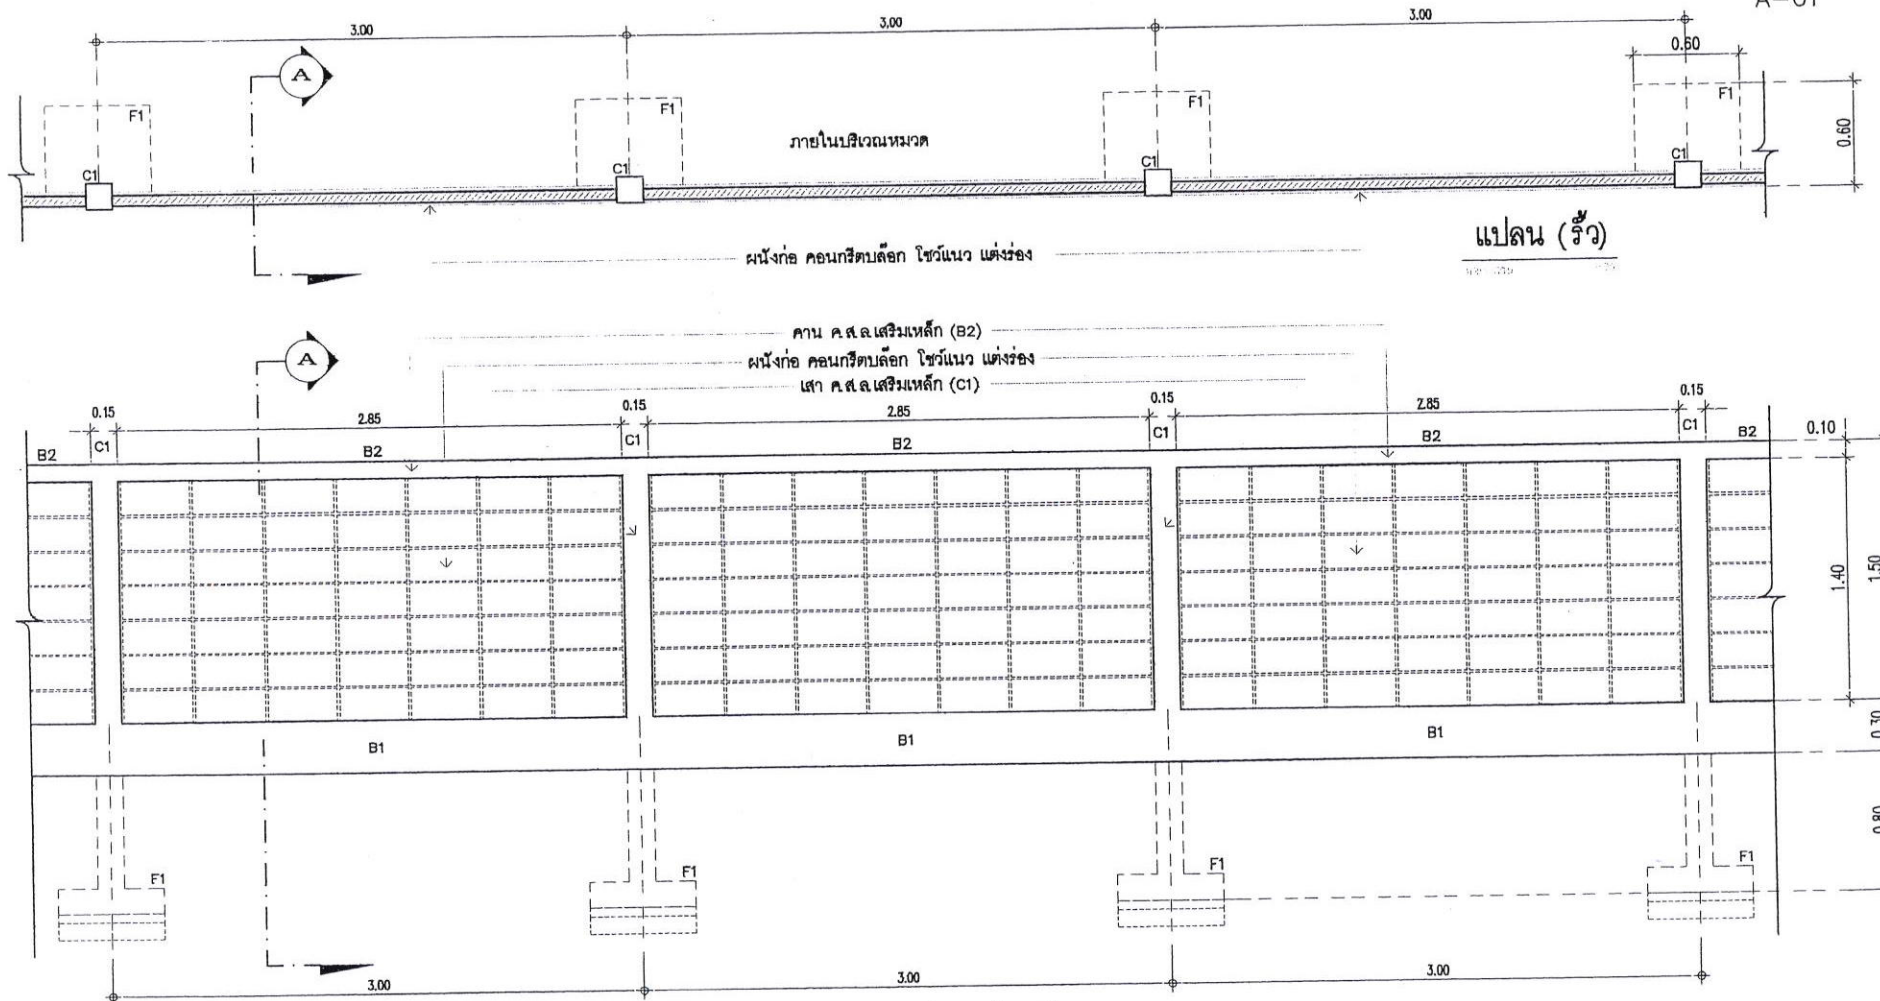 3.00 3.00 3.00
A
0.60
F1 F1 F1 F1
0.60
ภายในบริเวณหมวด
C1 C1 C1 C1
แปลน (รั้ว)
ผนังก่อ คอนกรีตบล๊อก โชว์แนว แต่งร่อง
คาน ค.ส.ล.เสริมเหล็ก (B2)
A
ผนังก่อ คอนกรีตบล๊อก โชว์แนว แต่งร่อง
เสา ค.ส.ล.เสริมเหล็ก (C1)
0.15 2.85 0.15 2.85 0.15 2.85 0.15
B2 C1 B2 C1 B2 C1 B2 C1 B2
0.10
1.40
1.50
0.30
B1 B1 B1
0.80
F1 F1 F1 F1
3.00 3.00 3.00